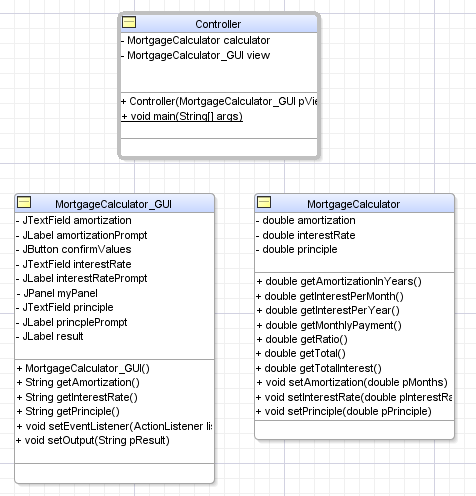 Controller
- MortgageCalculator calculator
- MortgageCalculator_GUI view
+ Controller(MortgageCalculator_GUI pVie
+ void main(String[] args)
MortgageCalculator_GUI
- JTextField amortization
- JLabel amortizationPrompt
- JButton confirmValues
- JTextField interestRate
- JLabel interestRatePrompt
- JPanel myPanel
- JTextField principle
- JLabel principlePrompt
- JLabel result
+ MortgageCalculator_GUI()
+ String getAmortization()
+ String getInterestRate()
+ String getPrinciple()
+ void setEventListener(ActionListener lis
+ void setOutput(String pResult)
MortgageCalculator
- double amortization
- double interestRate
- double principle
+ double getAmortizationInYears()
+ double getInterestPerMonth()
+ double getInterestPerYear()
+ double getMonthlyPayment()
+ double getRatio()
+ double getTotal()
+ double getTotalInterest()
+ void setAmortization(double pMonths)
+ void setInterestRate(double pInterestRa
+ void setPrinciple(double pPrinciple)